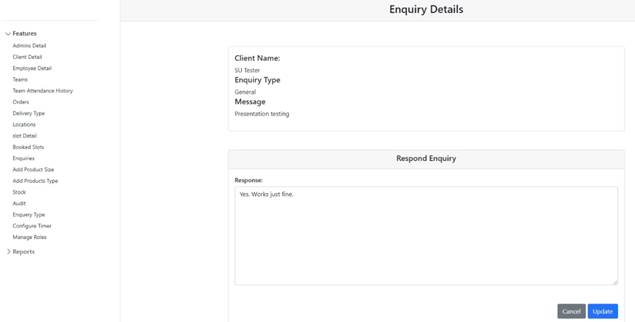 Enquiry Details
Features
Admins Detail
Client Detail
Employee Detail
Teams
Team Attendance History
Orders
Delivery Type
Locations
slot Detail
Booked Slots
Enquiries
Add Product Size
Add Products Type
Stock
Audit
Enquery Type
Configure Timer
Manage Roles
Reports
Client Name:
SU Tester
Enquiry Type
General
Message
Presentation testing
Respond Enquiry
Response:
Yes. Works just fine.
Cancel Update